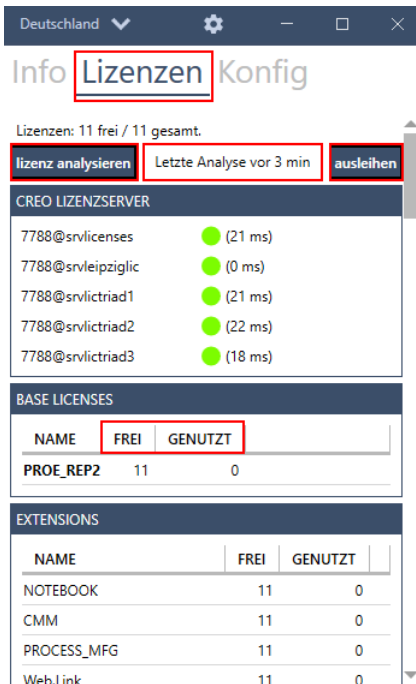 Deutschland
Info Lizenzen Konfig
Lizenzen: 11 frei / 11 gesamt.
lizenz analysieren Letzte Analyse vor 3 min ausleihen
CREO LIZENZSERVER
7788@srvlicenses (21 ms)
7788@srvleipziglic (0 ms)
7788@srvlictriad1 (21 ms)
7788@srvlictriad2 (22 ms)
7788@srvlictriad3 (18 ms)
BASE LICENSES
NAME FREI GENUTZT
PROE_REP2 11 0
EXTENSIONS
NAME FREI GENUTZT
NOTEBOOK 11 0
CMM 11 0
PROCESS_MFG 11 0
Web.Link 11 0